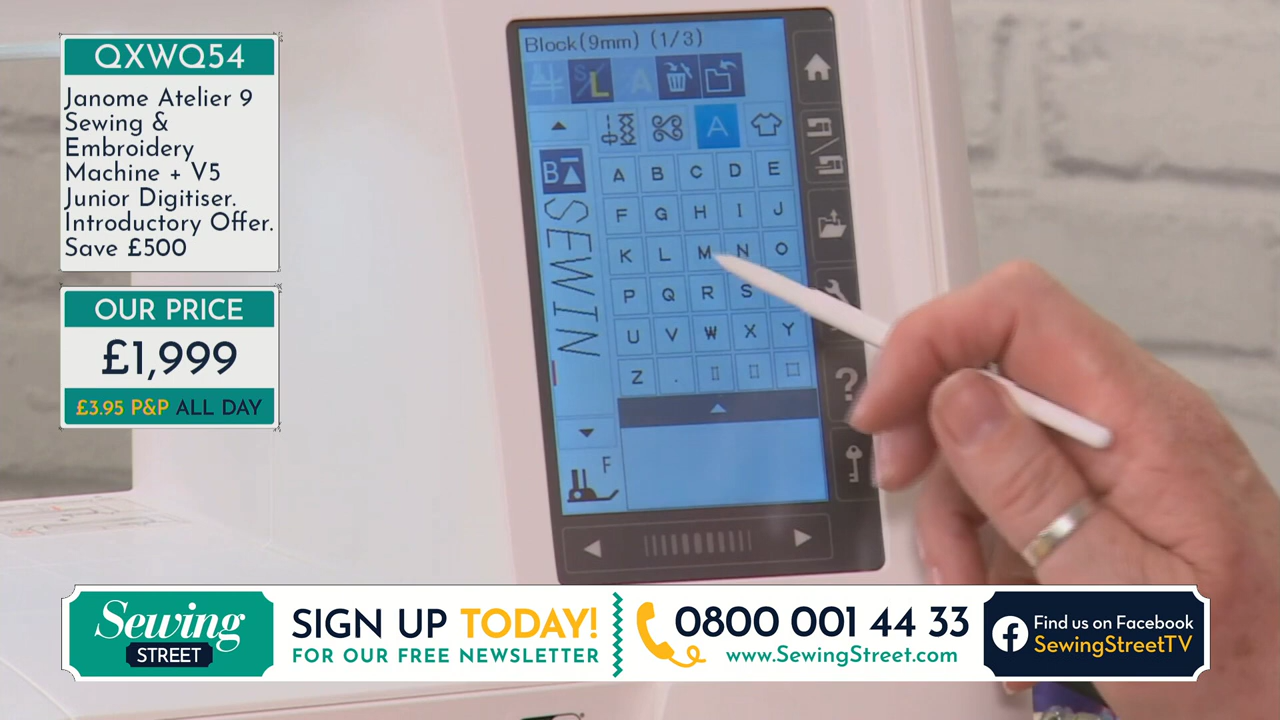 QXWQ54
Janome Atelier 9
Sewing &
Embroidery
Machine + V5
Junior Digitiser.
Introductory Offer.
Save £500
OUR PRICE
£1,999
£3.95 P&P ALL DAY
Block(9mm) (1/3)
S/L A
A
B
A B C D E
F G H I J
K L M N O
P Q R S
U V W X Y
Z .
SEWIN
F
?
Sewing
STREET
SIGN UP TODAY!
FOR OUR FREE NEWSLETTER
0800 001 44 33
www.SewingStreet.com
Find us on Facebook
SewingStreetTV